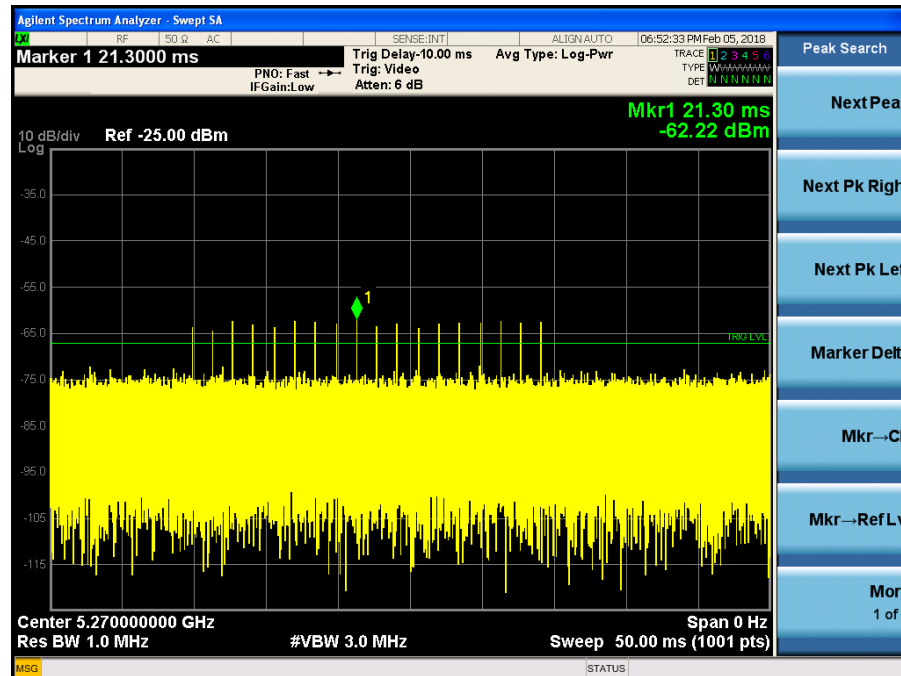 Agilent Spectrum Analyzer - Swept SA
LXI RF 50 Ω AC SENSE:INT ALIGN AUTO 06:52:33 PM Feb 05, 2018
Marker 1 21.3000 ms
PNO: Fast
IFGain:Low
Trig Delay-10.00 ms
Trig: Video
Atten: 6 dB
Avg Type: Log-Pwr
TRACE 1 2 3 4 5 6
TYPE WWWWWW
DET N N N N N N
Peak Search
Mkr1 21.30 ms
-62.22 dBm
10 dB/div
Log
Ref -25.00 dBm
-35.0
-45.0
-55.0
1
-65.0
TRIG LVL
-75.0
-85.0
-95.0
-105
-115
Center 5.270000000 GHz
Span 0 Hz
Res BW 1.0 MHz
#VBW 3.0 MHz
Sweep 50.00 ms (1001 pts)
Next Pea
Next Pk Righ
Next Pk Le
Marker Delt
Mkr→C
Mkr→Ref Lv
Mor
1 of
MSG
STATUS